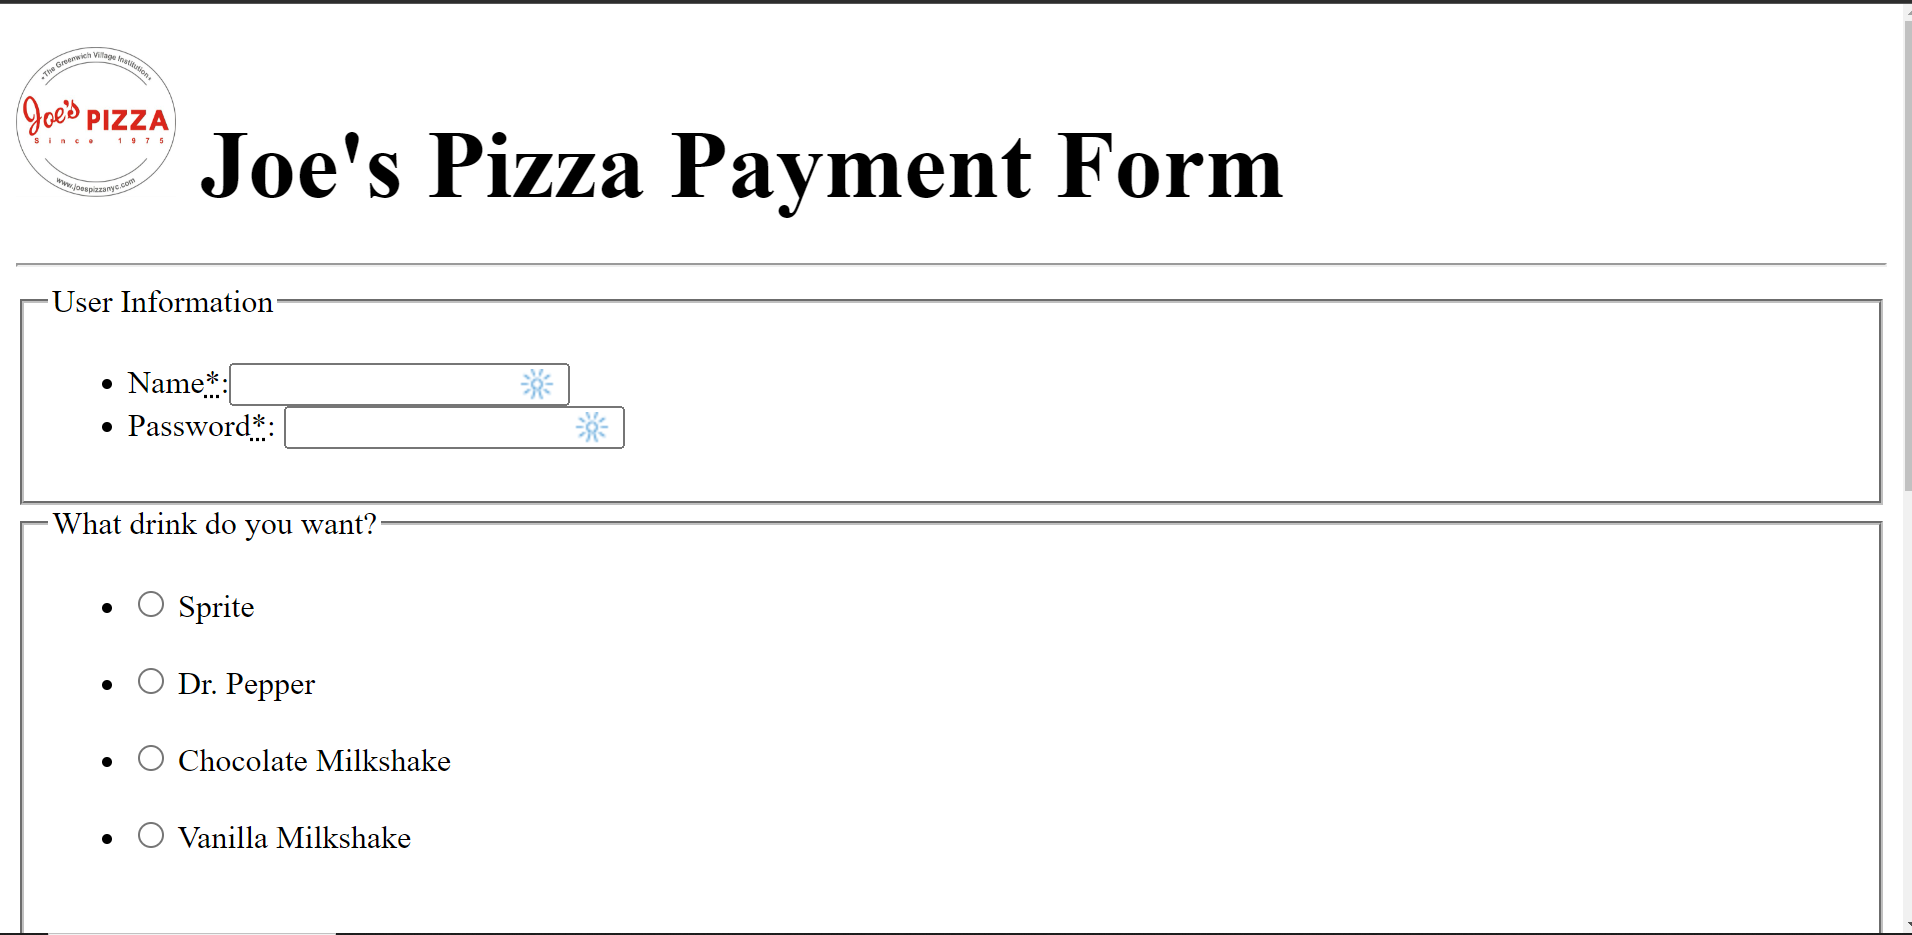 •The Greenwich Village Institution•
Joe's PIZZA
Since 1975
www.joespizzanyc.com
Joe's Pizza Payment Form
User Information
Name*:
Password*:
What drink do you want?
Sprite
Dr. Pepper
Chocolate Milkshake
Vanilla Milkshake